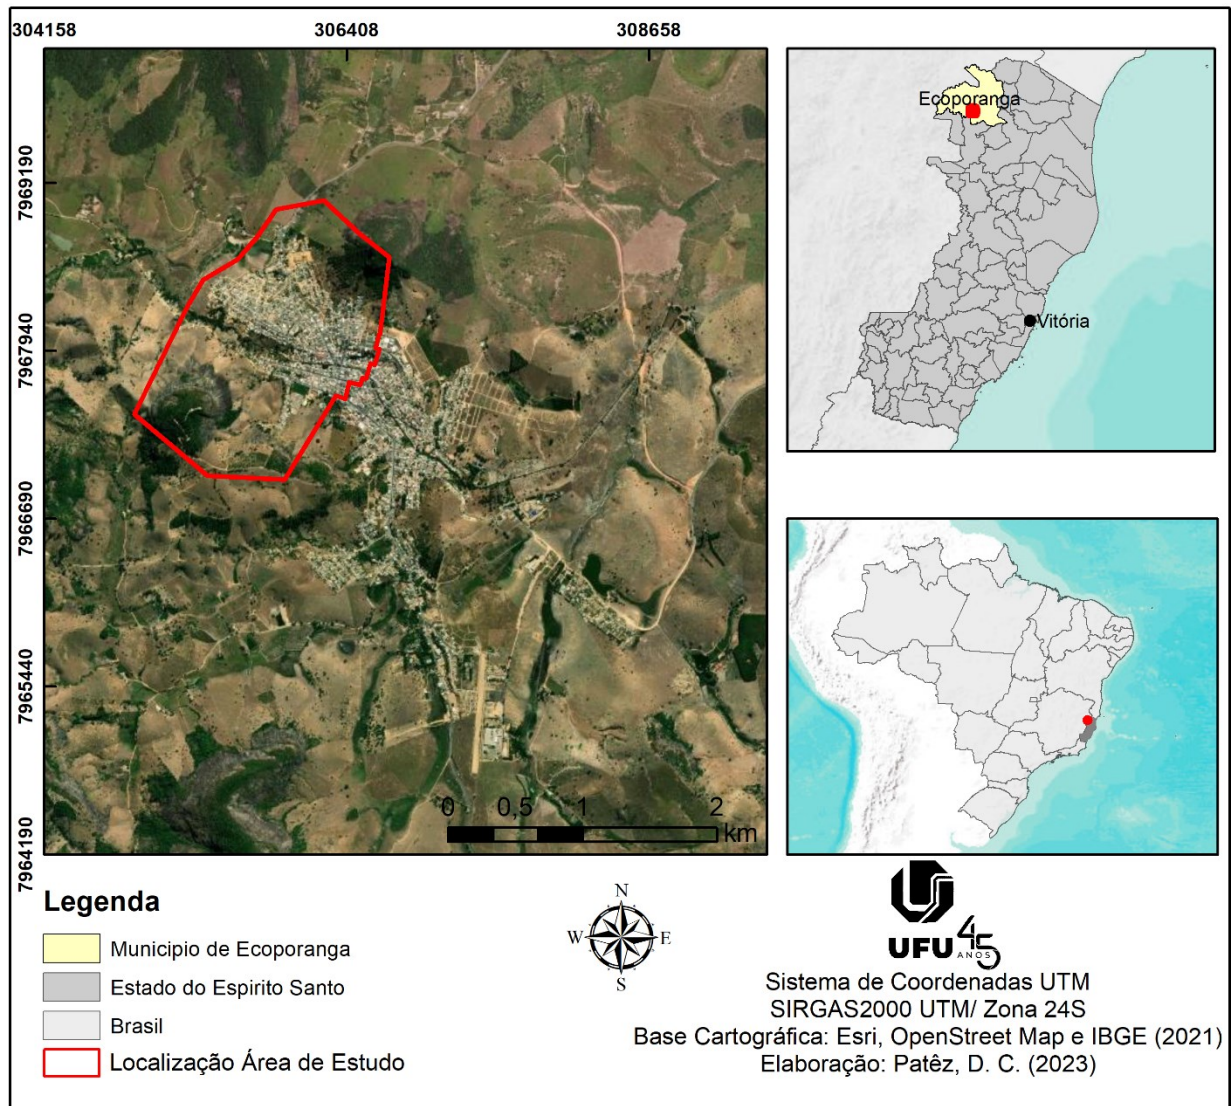 304158
306408
308658
7969190
7967940
7966690
7965440
7964190
0 0,5 1 2
km
Ecoporanga
Vitória
Legenda
Municipio de Ecoporanga
Estado do Espirito Santo
Brasil
Localização Área de Estudo
N
W E
S
UFU 45
ANOS
Sistema de Coordenadas UTM
SIRGAS2000 UTM/ Zona 24S
Base Cartográfica: Esri, OpenStreet Map e IBGE (2021)
Elaboração: Patêz, D. C. (2023)